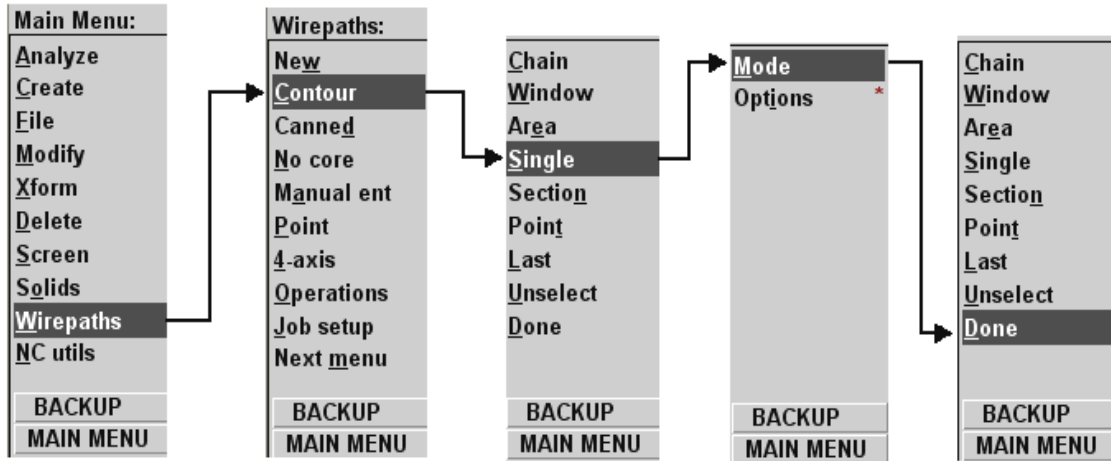 Main Menu:
Analyze
Create
File
Modify
Xform
Delete
Screen
Solids
Wirepaths
NC utils
BACKUP
MAIN MENU
Wirepaths:
New
Contour
Canned
No core
Manual ent
Point
4-axis
Operations
Job setup
Next menu
BACKUP
MAIN MENU
Chain
Window
Area
Single
Section
Point
Last
Unselect
Done
BACKUP
MAIN MENU
Mode
Options *
BACKUP
MAIN MENU
Chain
Window
Area
Single
Section
Point
Last
Unselect
Done
BACKUP
MAIN MENU